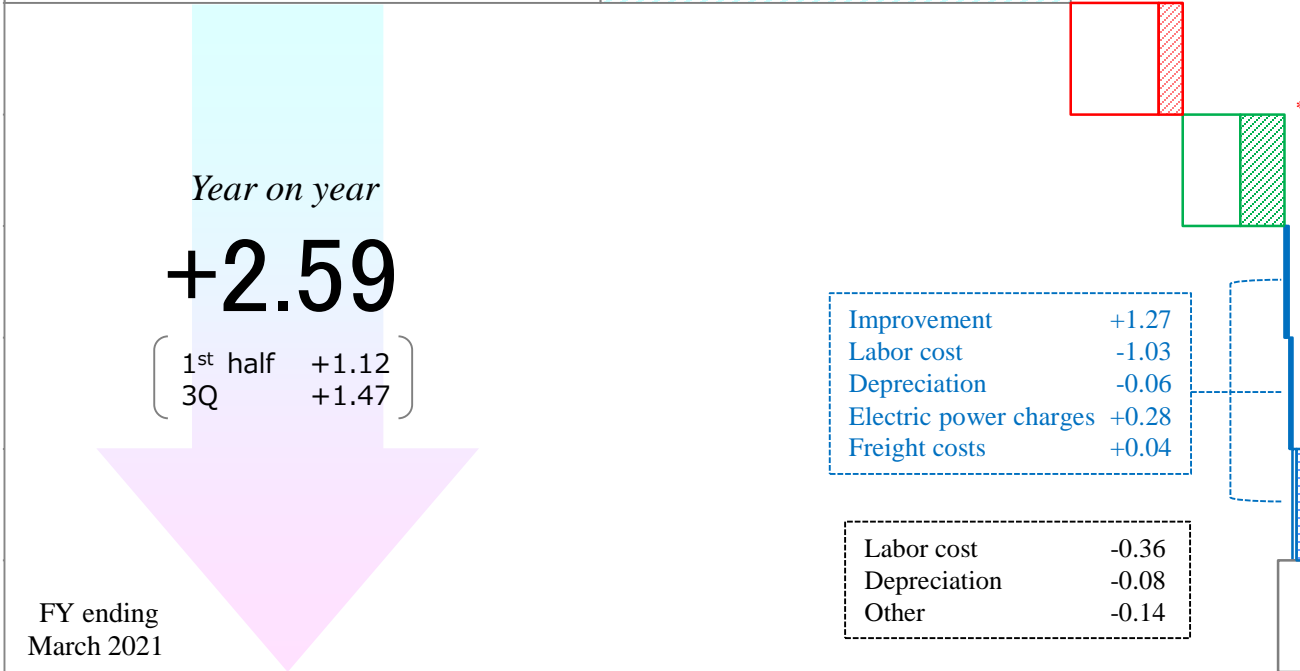 Year on year
+2.59
1st half +1.12
3Q +1.47
Improvement +1.27
Labor cost -1.03
Depreciation -0.06
Electric power charges +0.28
Freight costs +0.04
Labor cost -0.36
Depreciation -0.08
Other -0.14
FY ending
March 2021